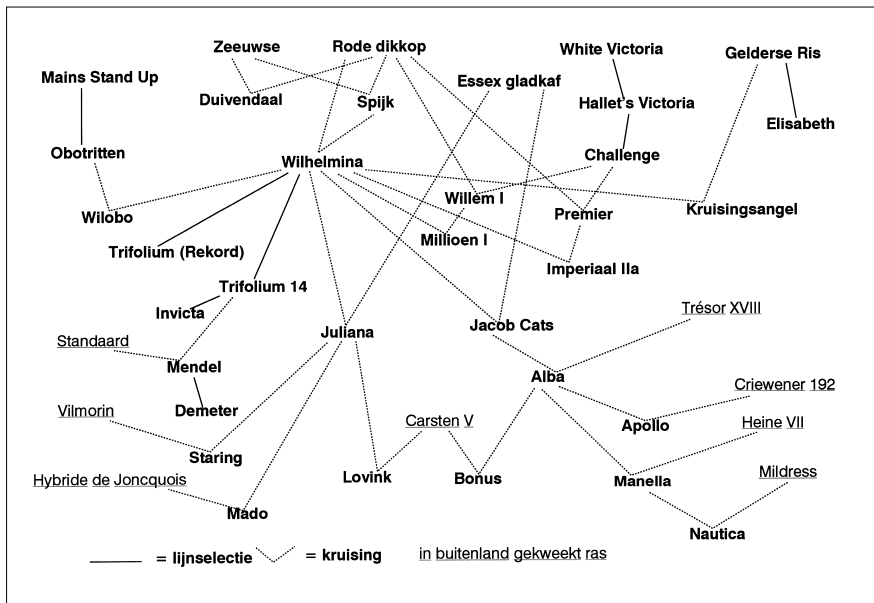 Zeeuwse
Rode dikkop
White Victoria
Gelderse Ris
Mains Stand Up
Essex gladkaf
Duivendaal
Spijk
Hallet's Victoria
Elisabeth
Obotritten
Wilhelmina
Challenge
Wilobo
Willem I
Premier
Kruisingsangel
Trifolium (Rekord)
Millioen I
Imperiaal IIa
Trifolium 14
Invicta
Trésor XVIII
Standaard
Juliana
Jacob Cats
Mendel
Alba
Criewener 192
Vilmorin
Demeter
Carsten V
Apollo
Heine VII
Staring
Hybride de Joncquois
Lovink
Bonus
Manella
Mildress
Mado
Nautica
= lijnselectie
= kruising
in buitenland gekweekt ras